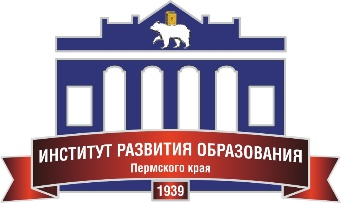 ИНСТИТУТ РАЗВИТИЯ ОБРАЗОВАНИЯ
Пермского края
1939